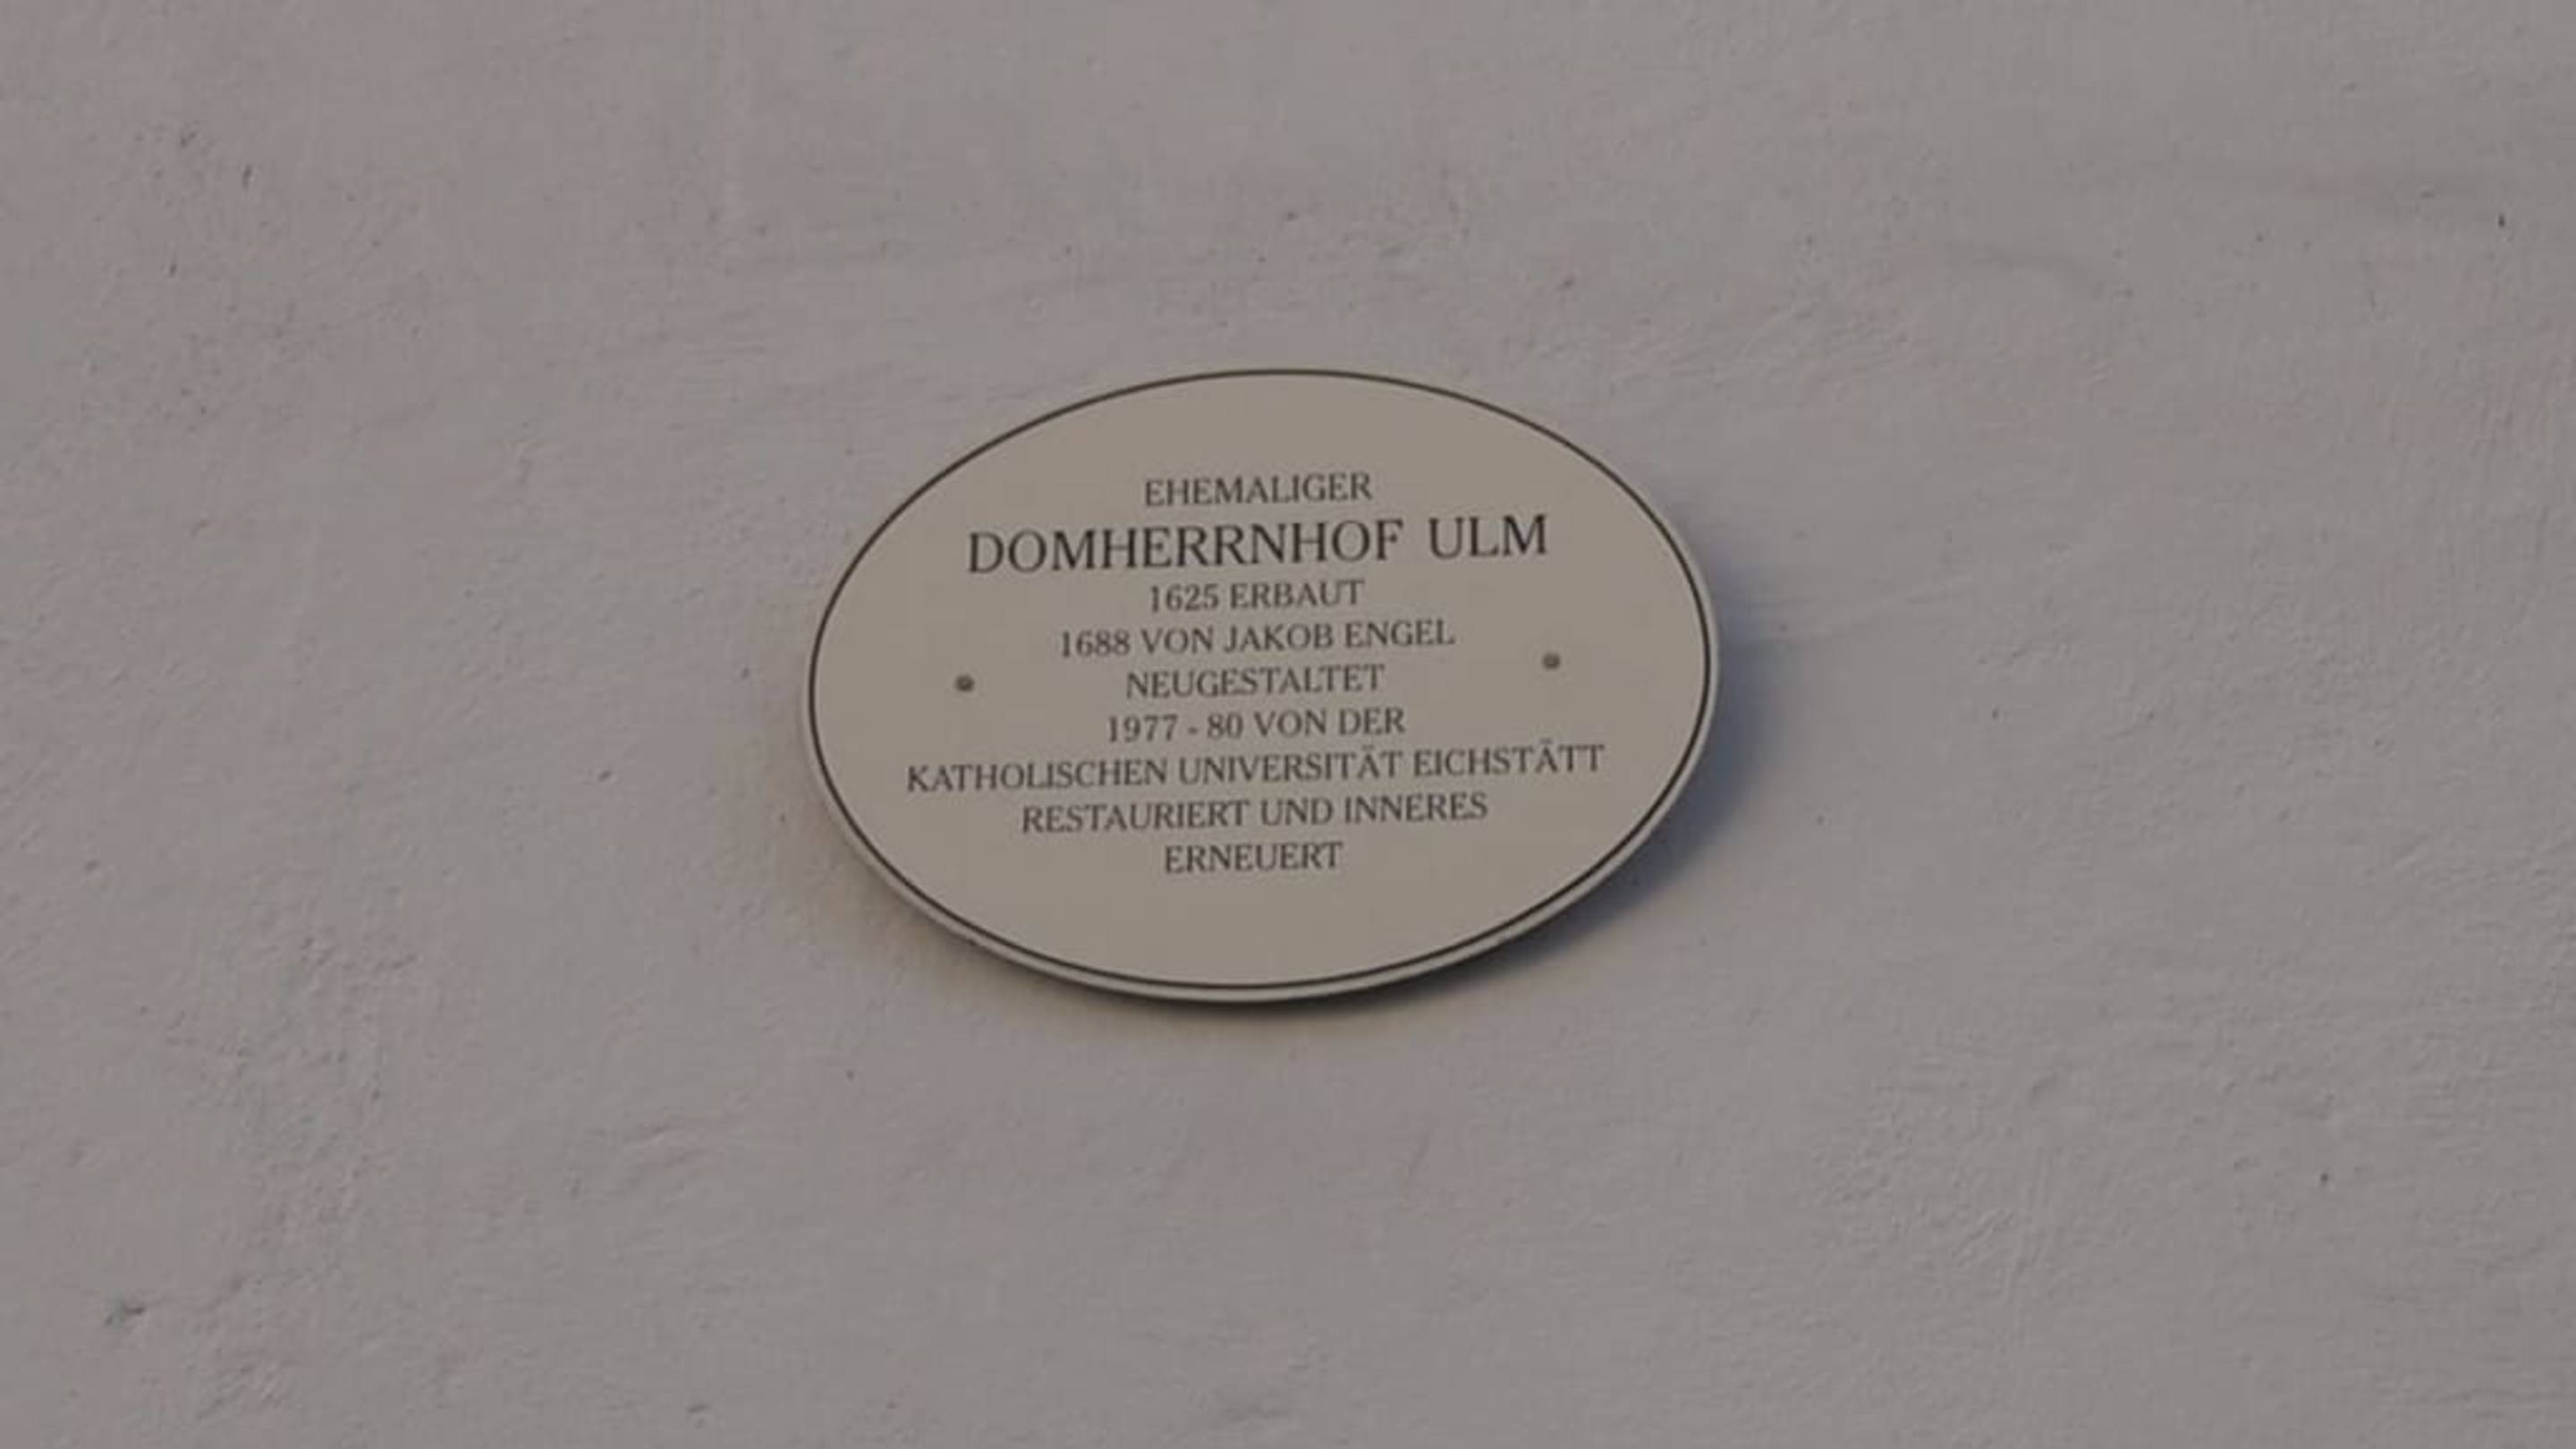 EHEMALIGER
DOMHERRNHOF ULM
1625 ERBAUT
1688 VON JAKOB ENGEL
NEUGESTALTET
1977 - 80 VON DER
KATHOLISCHEN UNIVERSITÄT EICHSTÄTT
RESTAURIERT UND INNERES
ERNEUERT